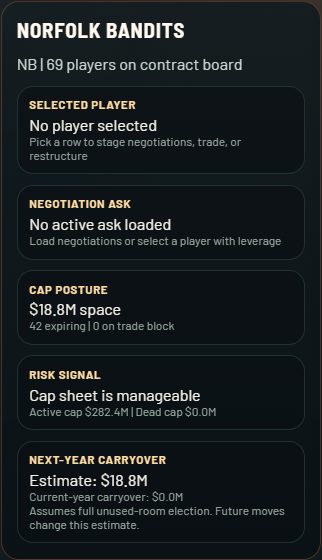 NORFOLK BANDITS
NB | 69 players on contract board
SELECTED PLAYER
No player selected
Pick a row to stage negotiations, trade, or
restructure
NEGOTIATION ASK
No active ask loaded
Load negotiations or select a player with leverage
CAP POSTURE
$18.8M space
42 expiring | 0 on trade block
RISK SIGNAL
Cap sheet is manageable
Active cap $282.4M | Dead cap $0.0M
NEXT-YEAR CARRYOVER
Estimate: $18.8M
Current-year carryover: $0.0M
Assumes full unused-room election. Future moves
change this estimate.